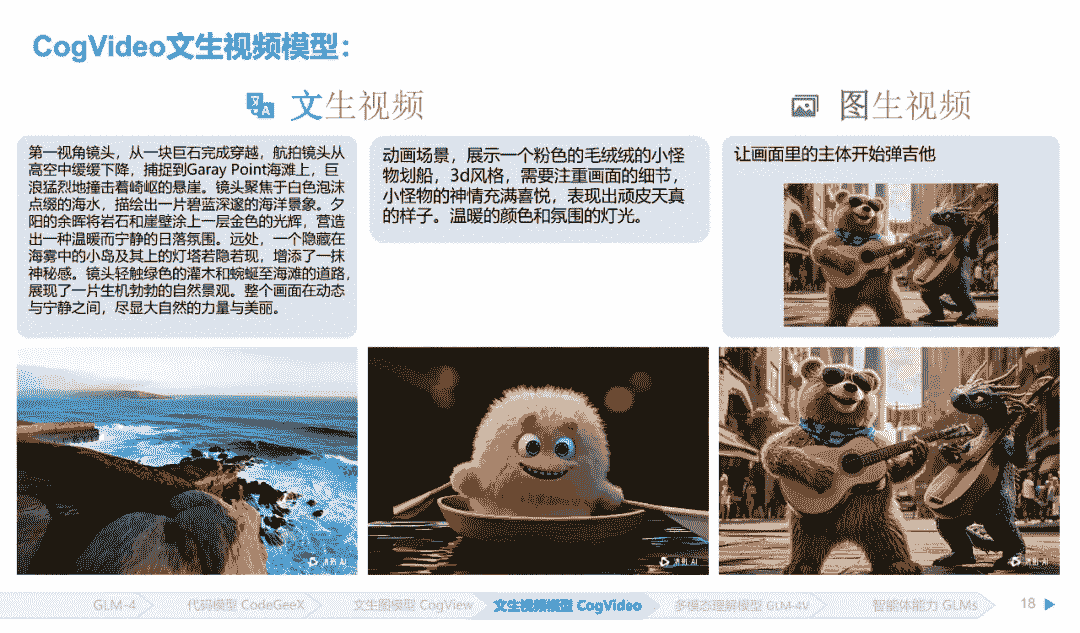 CogVideo文生视频模型：
文生视频
图生视频
第一视角镜头，从一块巨石完成穿越，航拍镜头从
高空中缓缓下降，捕捉到Garay Point海滩上，巨
浪猛烈地撞击着崎岖的悬崖。镜头聚焦于白色泡沫
点缀的海水，描绘出一片碧蓝深邃的海洋景象。夕
阳的余晖将岩石和崖壁涂上一层金色的光辉，营造
出一种温暖而宁静的日落氛围。远处，一个隐藏在
海雾中的小岛及其上的灯塔若隐若现，增添了一抹
神秘感。镜头轻触绿色的灌木和蜿蜒至海滩的道路，
展现了一片生机勃勃的自然景观。整个画面在动态
与宁静之间，尽显大自然的力量与美丽。
动画场景，展示一个粉色的毛绒绒的小怪
物划船，3d风格，需要注重画面的细节，
小怪物的神情充满喜悦，表现出顽皮天真
的样子。温暖的颜色和氛围的灯光。
让画面里的主体开始弹吉他
清影 AI
清影 AI
清影 AI
GLM-4
代码模型 CodeGeeX
文生图模型 CogView
文生视频模型 CogVideo
多模态理解模型 GLM-4V
智能体能力 GLMs
18